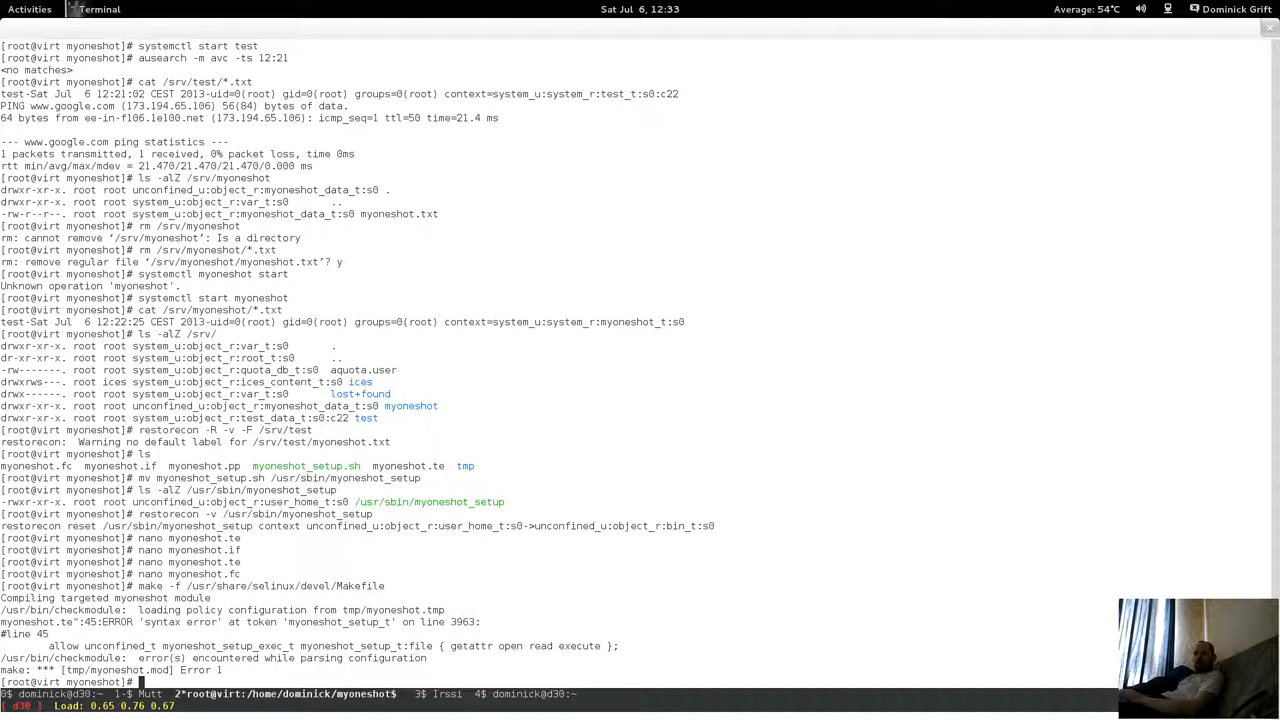 Activities Terminal Sat Jul 6, 12:33 Average: 54°C Dominick Grift
[root@virt myoneshot]# systemctl start test
[root@virt myoneshot]# ausearch -m avc -ts 12:21
<no matches>
[root@virt myoneshot]# cat /srv/test/*.txt
test-Sat Jul  6 12:21:02 CEST 2013-uid=0(root) gid=0(root) groups=0(root) context=system_u:system_r:test_t:s0:c22
PING www.google.com (173.194.65.106) 56(84) bytes of data.
64 bytes from ee-in-f106.1e100.net (173.194.65.106): icmp_seq=1 ttl=50 time=21.4 ms
--- www.google.com ping statistics ---
1 packets transmitted, 1 received, 0% packet loss, time 0ms
rtt min/avg/max/mdev = 21.470/21.470/21.470/0.000 ms
[root@virt myoneshot]# ls -alZ /srv/myoneshot
drwxr-xr-x. root root unconfined_u:object_r:myoneshot_data_t:s0 .
drwxr-xr-x. root root system_u:object_r:var_t:s0       ..
-rw-r--r--. root root system_u:object_r:myoneshot_data_t:s0 myoneshot.txt
[root@virt myoneshot]# rm /srv/myoneshot
rm: cannot remove ‘/srv/myoneshot’: Is a directory
[root@virt myoneshot]# rm /srv/myoneshot/*.txt
rm: remove regular file ‘/srv/myoneshot/myoneshot.txt’? y
[root@virt myoneshot]# systemctl myoneshot start
Unknown operation 'myoneshot'.
[root@virt myoneshot]# systemctl start myoneshot
[root@virt myoneshot]# cat /srv/myoneshot/*.txt
test-Sat Jul  6 12:22:25 CEST 2013-uid=0(root) gid=0(root) groups=0(root) context=system_u:system_r:myoneshot_t:s0
[root@virt myoneshot]# ls -alZ /srv/
drwxr-xr-x. root root system_u:object_r:var_t:s0       .
dr-xr-xr-x. root root system_u:object_r:root_t:s0      ..
-rw-------. root root system_u:object_r:quota_db_t:s0  aquota.user
drwxrws---. root ices system_u:object_r:ices_content_t:s0 ices
drwx------. root root system_u:object_r:var_t:s0       lost+found
drwxr-xr-x. root root unconfined_u:object_r:myoneshot_data_t:s0 myoneshot
drwxr-xr-x. root root system_u:object_r:test_data_t:s0:c22 test
[root@virt myoneshot]# restorecon -R -v -F /srv/test
restorecon:  Warning no default label for /srv/test/myoneshot.txt
[root@virt myoneshot]# ls
myoneshot.fc  myoneshot.if  myoneshot.pp  myoneshot_setup.sh  myoneshot.te  tmp
[root@virt myoneshot]# mv myoneshot_setup.sh /usr/sbin/myoneshot_setup
[root@virt myoneshot]# ls -alZ /usr/sbin/myoneshot_setup
-rwxr-xr-x. root root unconfined_u:object_r:user_home_t:s0 /usr/sbin/myoneshot_setup
[root@virt myoneshot]# restorecon -v /usr/sbin/myoneshot_setup
restorecon reset /usr/sbin/myoneshot_setup context unconfined_u:object_r:user_home_t:s0->unconfined_u:object_r:bin_t:s0
[root@virt myoneshot]# nano myoneshot.te
[root@virt myoneshot]# nano myoneshot.if
[root@virt myoneshot]# nano myoneshot.te
[root@virt myoneshot]# nano myoneshot.fc
[root@virt myoneshot]# make -f /usr/share/selinux/devel/Makefile
Compiling targeted myoneshot module
/usr/bin/checkmodule:  loading policy configuration from tmp/myoneshot.tmp
myoneshot.te":45:ERROR 'syntax error' at token 'myoneshot_setup_t' on line 3963:
#line 45
        allow unconfined_t myoneshot_setup_exec_t myoneshot_setup_t:file { getattr open read execute };
/usr/bin/checkmodule:  error(s) encountered while parsing configuration
make: *** [tmp/myoneshot.mod] Error 1
[root@virt myoneshot]#
0$ dominick@d30:~  1-$ Mutt  2*root@virt:/home/dominick/myoneshot$   3$ Irssi  4$ dominick@d30:~
[ d30 ]  Load: 0.65 0.76 0.67